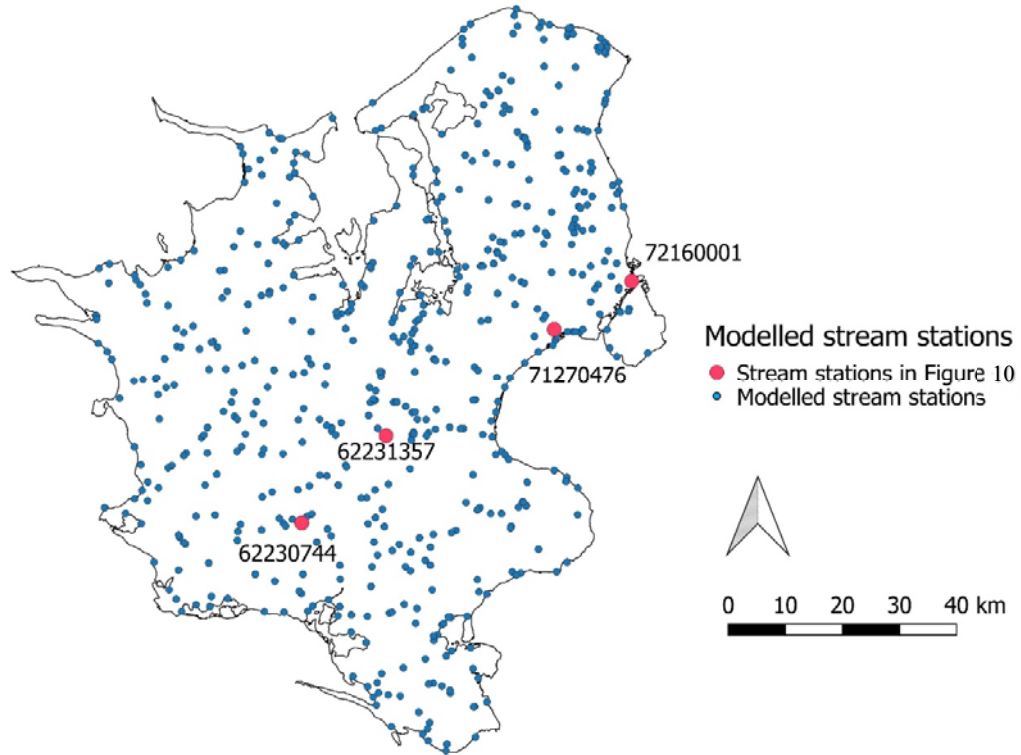 72160001
71270476
62231357
62230744
Modelled stream stations
Stream stations in Figure 10
Modelled stream stations
0 10 20 30 40 km